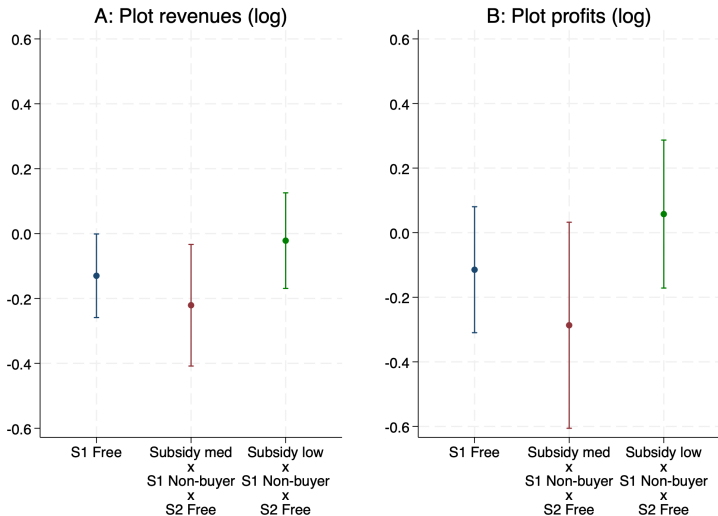 A: Plot revenues (log)
0.6
0.4
0.2
0.0
-0.2
-0.4
-0.6
S1 Free
Subsidy med
x
S1 Non-buyer
x
S2 Free
Subsidy low
x
S1 Non-buyer
x
S2 Free
B: Plot profits (log)
0.6
0.4
0.2
0.0
-0.2
-0.4
-0.6
S1 Free
Subsidy med
x
S1 Non-buyer
x
S2 Free
Subsidy low
x
S1 Non-buyer
x
S2 Free